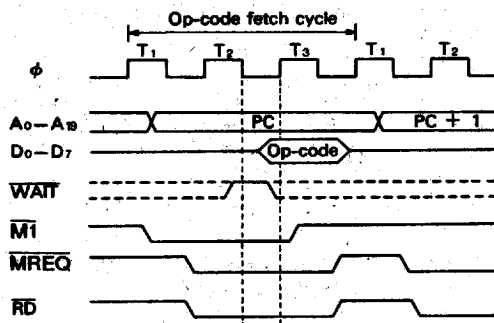 Op-code fetch cycle
T1 T2 T3 T1 T2
φ
A0–A19 PC PC + 1
D0–D7 Op-code
WAIT
M1
MREQ
RD